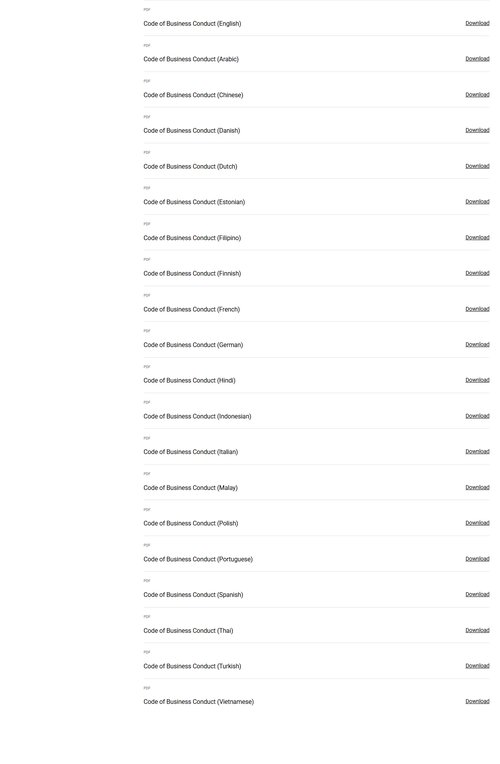 PDF
Code of Business Conduct (English) Download
PDF
Code of Business Conduct (Arabic) Download
PDF
Code of Business Conduct (Chinese) Download
PDF
Code of Business Conduct (Danish) Download
PDF
Code of Business Conduct (Dutch) Download
PDF
Code of Business Conduct (Estonian) Download
PDF
Code of Business Conduct (Filipino) Download
PDF
Code of Business Conduct (Finnish) Download
PDF
Code of Business Conduct (French) Download
PDF
Code of Business Conduct (German) Download
PDF
Code of Business Conduct (Hindi) Download
PDF
Code of Business Conduct (Indonesian) Download
PDF
Code of Business Conduct (Italian) Download
PDF
Code of Business Conduct (Malay) Download
PDF
Code of Business Conduct (Polish) Download
PDF
Code of Business Conduct (Portuguese) Download
PDF
Code of Business Conduct (Spanish) Download
PDF
Code of Business Conduct (Thai) Download
PDF
Code of Business Conduct (Turkish) Download
PDF
Code of Business Conduct (Vietnamese) Download